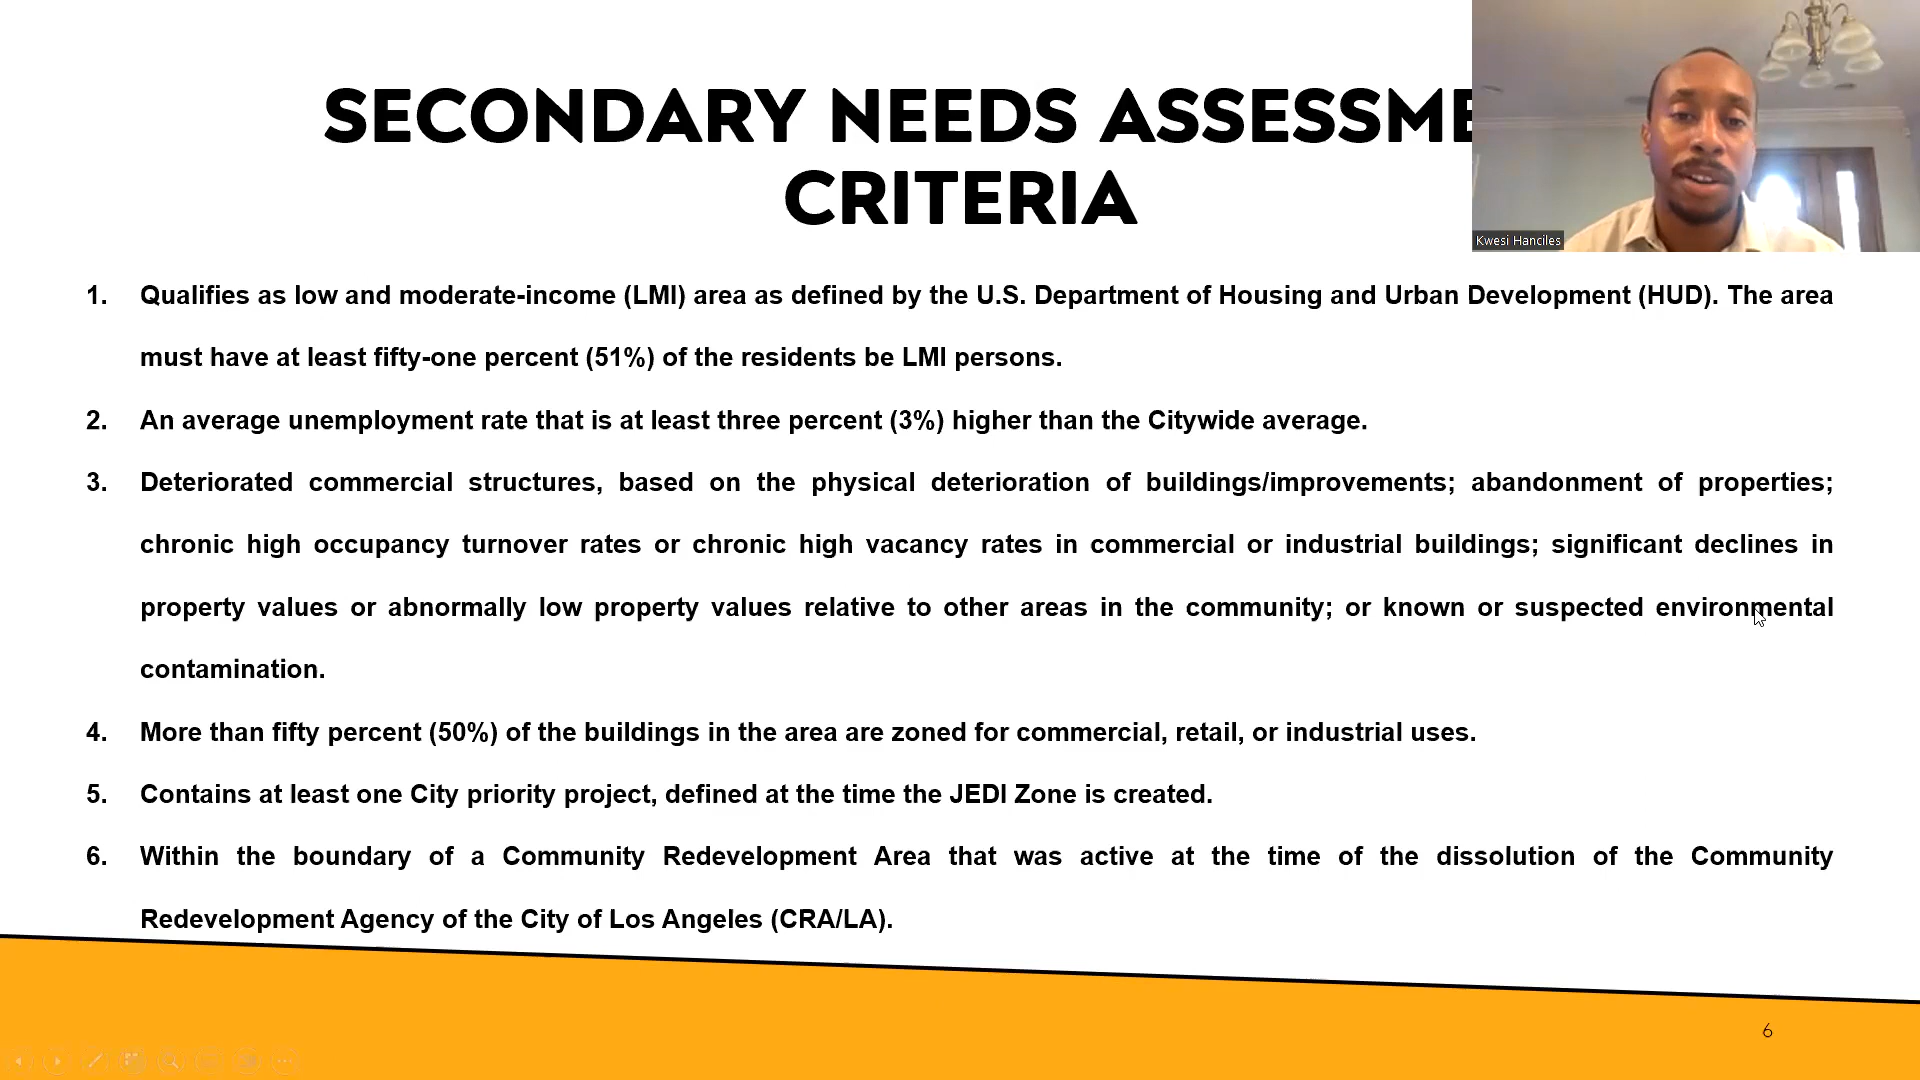 SECONDARY NEEDS ASSESSME
CRITERIA
Kwesi Hanciles
1. Qualifies as low and moderate-income (LMI) area as defined by the U.S. Department of Housing and Urban Development (HUD). The area
must have at least fifty-one percent (51%) of the residents be LMI persons.
2. An average unemployment rate that is at least three percent (3%) higher than the Citywide average.
3. Deteriorated commercial structures, based on the physical deterioration of buildings/improvements; abandonment of properties;
chronic high occupancy turnover rates or chronic high vacancy rates in commercial or industrial buildings; significant declines in
property values or abnormally low property values relative to other areas in the community; or known or suspected environmental
contamination.
4. More than fifty percent (50%) of the buildings in the area are zoned for commercial, retail, or industrial uses.
5. Contains at least one City priority project, defined at the time the JEDI Zone is created.
6. Within the boundary of a Community Redevelopment Area that was active at the time of the dissolution of the Community
Redevelopment Agency of the City of Los Angeles (CRA/LA).
6